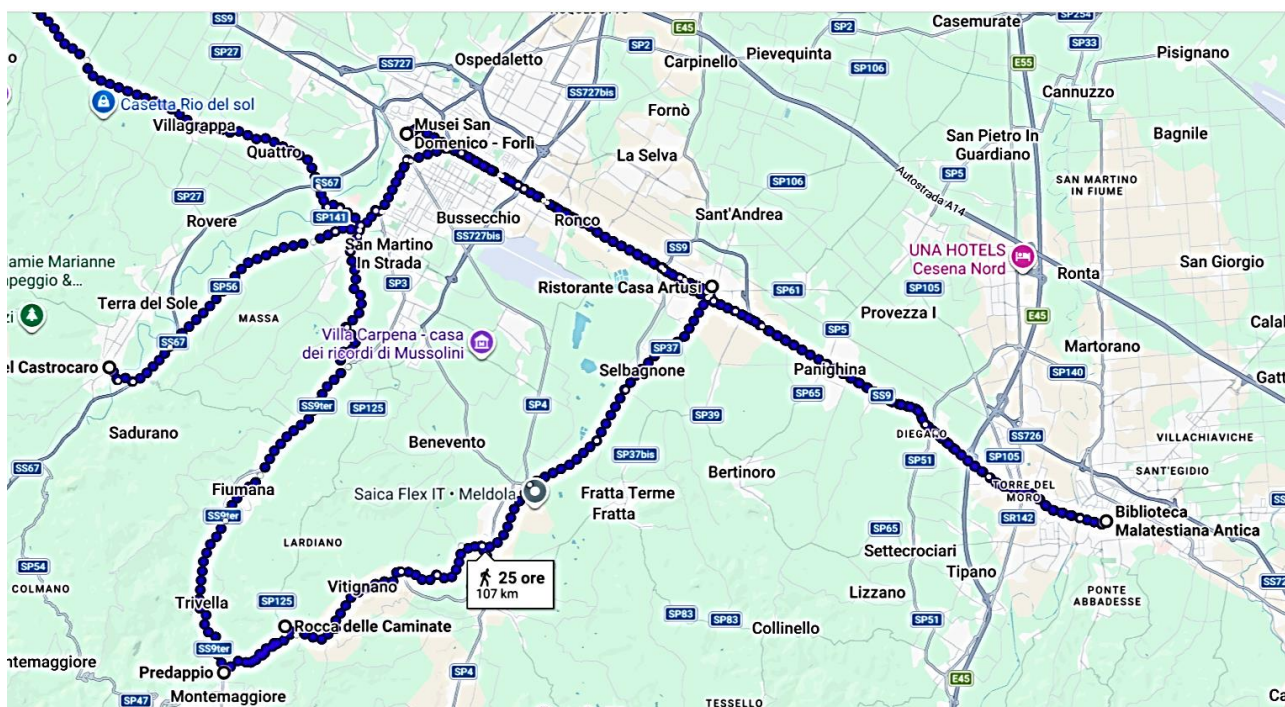 SS9
SP254
Casemurate
SP2
E45
SP33
SP27
SP2
Pievequinta
Pisignano
Ospedaletto
Carpinello
SS727
SP106
E55
Casetta Rio del sol
SS727bis
Cannuzzo
Fornò
Villagrappa
Musei San
Domenico - Forlì
San Pietro In
Guardiano
Bagnile
Quattro
La Selva
SP5
SS67
SP106
Autostrada A14
SAN MARTINO
IN FIUME
SP27
Rovere
SP141
Bussecchio
Ronco
Sant'Andrea
SS727bis
San Martino
In Strada
SS9
UNA HOTELS
Cesena Nord
San Giorgio
amie Marianne
Ronta
SP56
SP3
Ristorante Casa Artusi
SP61
SP105
Terra del Sole
MASSA
Provezza I
E45
SS67
Villa Carpena - casa
dei ricordi di Mussolini
SP5
SP37
Martorano
el Castrocaro
Selbagnone
Panighina
SP140
SP65
SS9
SS9ter
SP125
SP4
SP39
Sadurano
DIEGARO
SS726
VILLACHIAVICHE
Benevento
SP37bis
SP105
SP51
SS67
Bertinoro
SANT'EGIDIO
Fiumana
Saica Flex IT • Meldola
Fratta Terme
Fratta
TORRE DEL
MORO
SS9ter
SR142
Biblioteca
Malatestiana Antica
SP65
LARDIANO
Settecrociari
SP54
25 ore
107 km
Tipano
COLMANO
Vitignano
SS72
Trivella
SP125
Lizzano
PONTE
ABBADESSE
SP83
SP83
SP51
Rocca delle Caminate
Collinello
SS9ter
ntemaggiore
Predappio
SP4
E45
SP47
Montemaggiore
TESSELLO